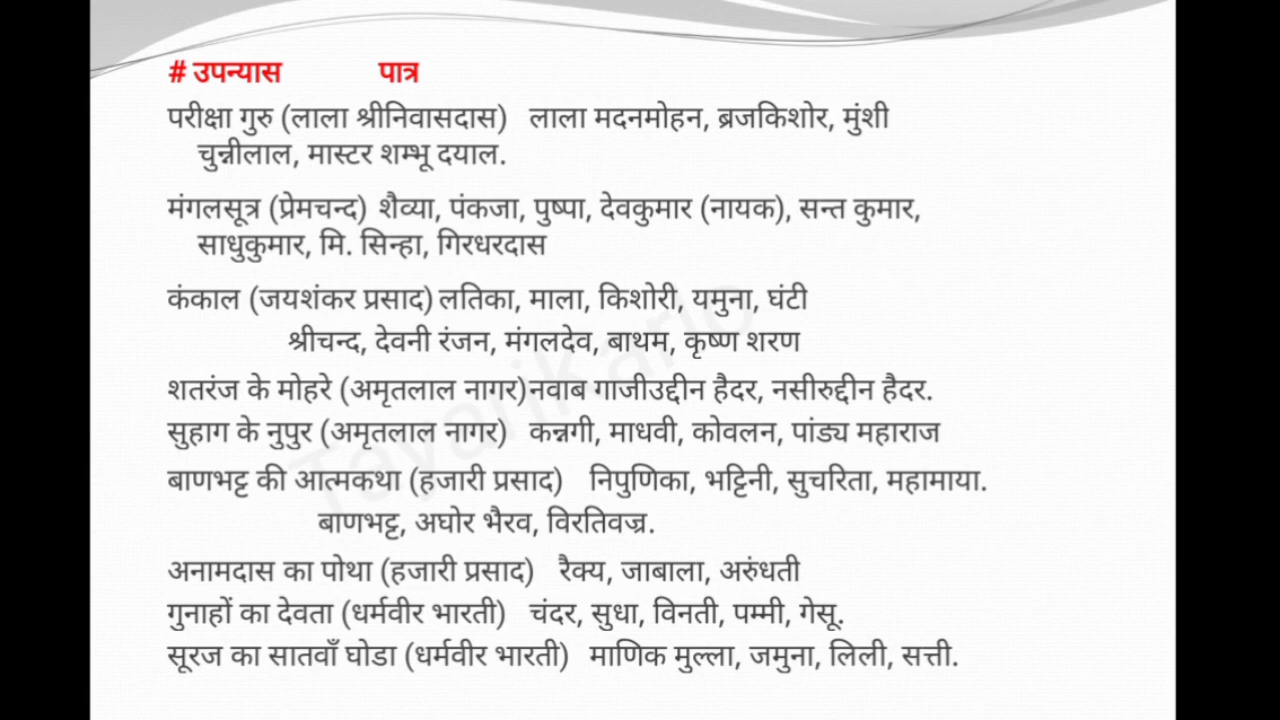 # उपन्यास पात्र
परीक्षा गुरु (लाला श्रीनिवासदास) लाला मदनमोहन, ब्रजकिशोर, मुंशी
चुन्नीलाल, मास्टर शम्भू दयाल.
मंगलसूत्र (प्रेमचन्द) शैव्या, पंकजा, पुष्पा, देवकुमार (नायक), सन्त कुमार,
साधुकुमार, मि. सिन्हा, गिरधरदास
कंकाल (जयशंकर प्रसाद) लतिका, माला, किशोरी, यमुना, घंटी
श्रीचन्द, देवनी रंजन, मंगलदेव, बाथम, कृष्ण शरण
शतरंज के मोहरे (अमृतलाल नागर)नवाब गाजीउद्दीन हैदर, नसीरुद्दीन हैदर.
सुहाग के नुपुर (अमृतलाल नागर) कन्नगी, माधवी, कोवलन, पांड्य महाराज
बाणभट्ट की आत्मकथा (हजारी प्रसाद) निपुणिका, भट्टिनी, सुचरिता, महामाया.
बाणभट्ट, अघोर भैरव, विरतिवज्र.
अनामदास का पोथा (हजारी प्रसाद) रैक्य, जाबाला, अरुंधती
गुनाहों का देवता (धर्मवीर भारती) चंदर, सुधा, विनती, पम्मी, गेसू.
सूरज का सातवाँ घोडा (धर्मवीर भारती) माणिक मुल्ला, जमुना, लिली, सत्ती.
Tayarikarlo